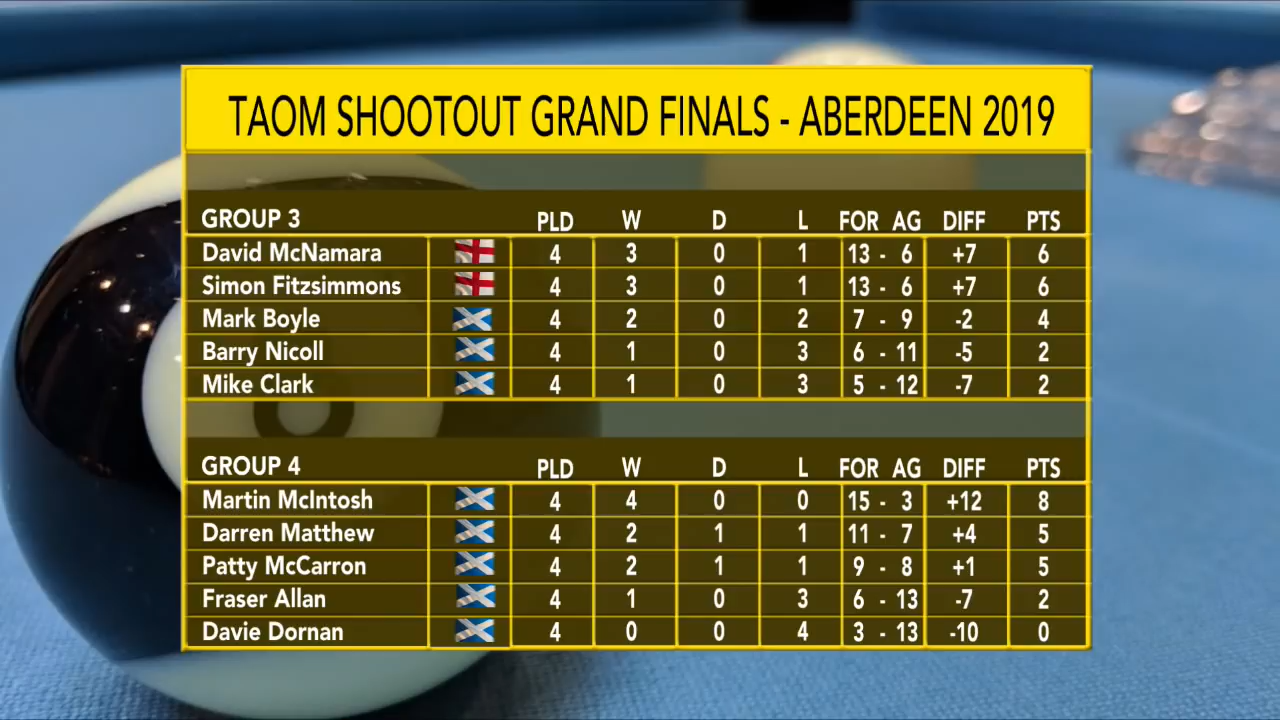 TAOM SHOOTOUT GRAND FINALS - ABERDEEN 2019
GROUP 3 PLD W D L FOR AG DIFF PTS
David McNamara 4 3 0 1 13 - 6 +7 6
Simon Fitzsimmons 4 3 0 1 13 - 6 +7 6
Mark Boyle 4 2 0 2 7 - 9 -2 4
Barry Nicoll 4 1 0 3 6 - 11 -5 2
Mike Clark 4 1 0 3 5 - 12 -7 2
GROUP 4 PLD W D L FOR AG DIFF PTS
Martin McIntosh 4 4 0 0 15 - 3 +12 8
Darren Matthew 4 2 1 1 11 - 7 +4 5
Patty McCarron 4 2 1 1 9 - 8 +1 5
Fraser Allan 4 1 0 3 6 - 13 -7 2
Davie Dornan 4 0 0 4 3 - 13 -10 0